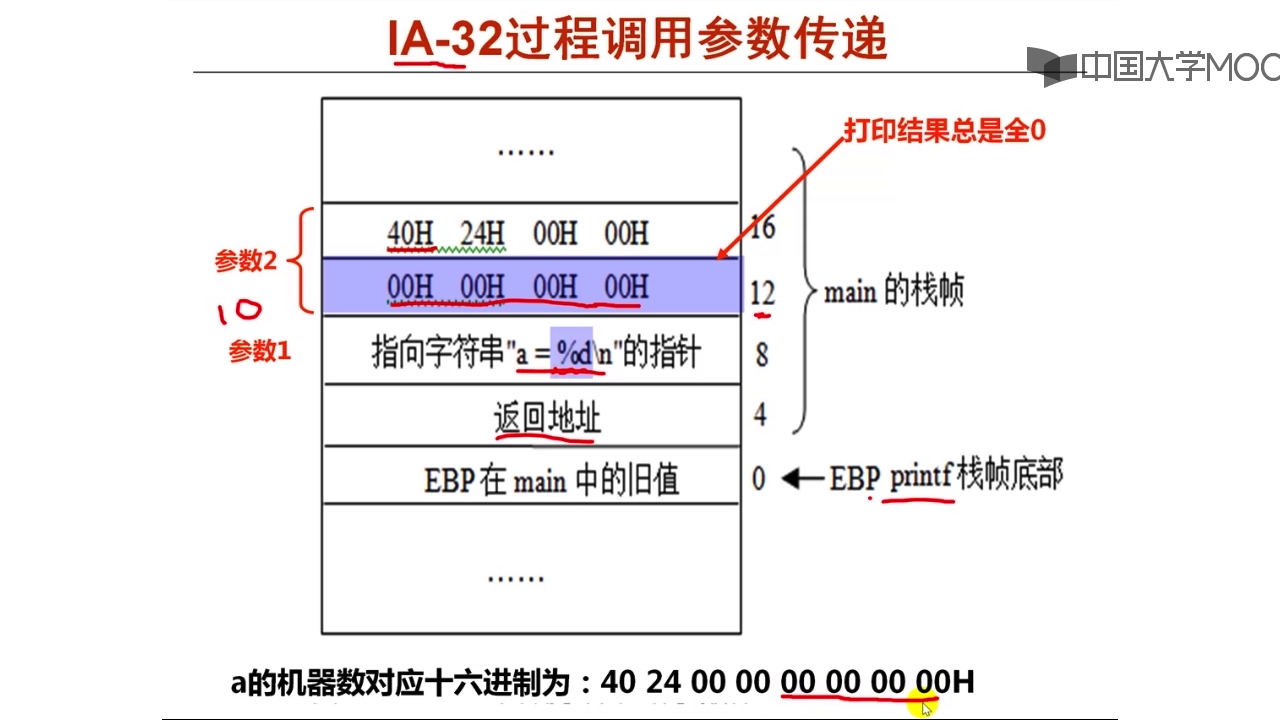 IA-32过程调用参数传递
中国大学MOO
打印结果总是全0
……
40H 24H 00H 00H
16
参数2
00H 00H 00H 00H
12
main 的栈帧
10
参数1
指向字符串"a = %d\n"的指针
8
返回地址
4
EBP 在 main 中的旧值
0
EBP printf 栈帧底部
……
a的机器数对应十六进制为：40 24 00 00 00 00 00 00H